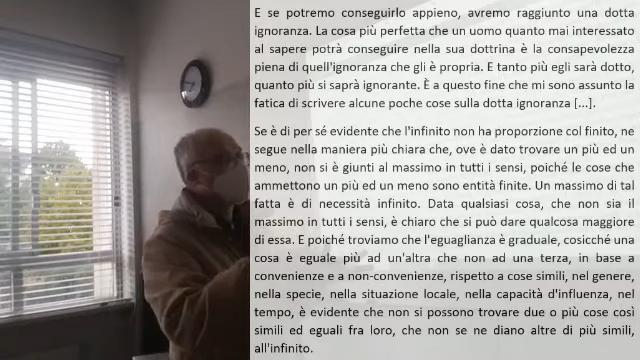 E se potremo conseguirlo appieno, avremo raggiunto una dotta
ignoranza. La cosa più perfetta che un uomo quanto mai interessato
al sapere potrà conseguire nella sua dottrina è la consapevolezza
piena di quell'ignoranza che gli è propria. E tanto più egli sarà dotto,
quanto più si saprà ignorante. È a questo fine che mi sono assunto la
fatica di scrivere alcune poche cose sulla dotta ignoranza [...].
Se è di per sé evidente che l'infinito non ha proporzione col finito, ne
segue nella maniera più chiara che, ove è dato trovare un più ed un
meno, non si è giunti al massimo in tutti i sensi, poiché le cose che
ammettono un più ed un meno sono entità finite. Un massimo di tal
fatta è di necessità infinito. Data qualsiasi cosa, che non sia il
massimo in tutti i sensi, è chiaro che si può dare qualcosa maggiore
di essa. E poiché troviamo che l'eguaglianza è graduale, cosicché una
cosa è eguale più ad un'altra che non ad una terza, in base a
convenienze e a non-convenienze, rispetto a cose simili, nel genere,
nella specie, nella situazione locale, nella capacità d'influenza, nel
tempo, è evidente che non si possono trovare due o più cose così
simili ed eguali fra loro, che non se ne diano altre di più simili,
all'infinito.